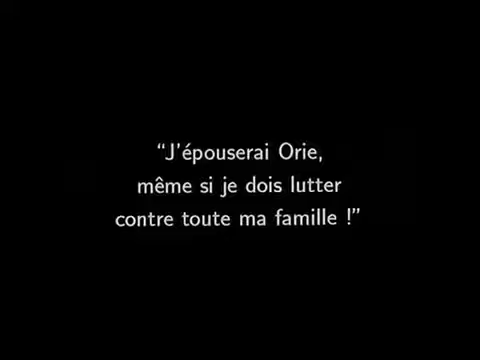 “J’épouserai Orie,
même si je dois lutter
contre toute ma famille !”